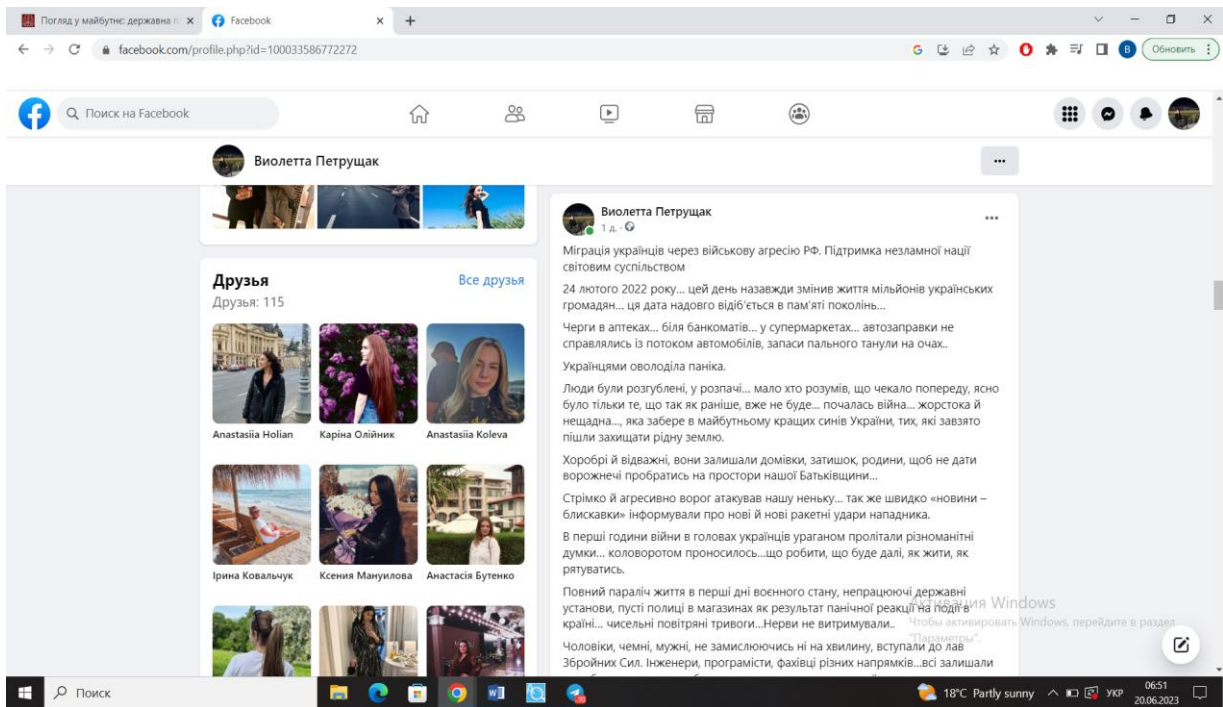 Погляд у майбутнє: державна п
Facebook
facebook.com/profile.php?id=100033586772272
Обновить
Поиск на Facebook
Виолетта Петрущак
Друзья
Все друзья
Друзья: 115
Anastasiia Holian
Каріна Олійник
Anastasiia Koleva
Ірина Ковальчук
Ксения Мануилова
Анастасія Бутенко
Виолетта Петрущак
1 д.
Міграція українців через військову агресію РФ. Підтримка незламної нації
світовим суспільством
24 лютого 2022 року... цей день назавжди змінив життя мільйонів українських
громадян... ця дата надовго відіб'ється в пам'яті поколінь...
Черги в аптеках... біля банкоматів... у супермаркетах... автозаправки не
справлялись із потоком автомобілів, запаси пального танули на очах..
Українцями оволоділа паніка.
Люди були розгублені, у розпачі... мало хто розумів, що чекало попереду, ясно
було тільки те, що так як раніше, вже не буде... почалась війна... жорстока й
нещадна..., яка забере в майбутньому кращих синів України, тих, які завзято
пішли захищати рідну землю.
Хоробрі й відважні, вони залишали домівки, затишок, родини, щоб не дати
ворожнечі пробратись на простори нашої Батьківщини...
Стрімко й агресивно ворог атакував нашу неньку... так же швидко «новини –
блискавки» інформували про нові й нові ракетні удари нападника.
В перші години війни в головах українців ураганом пролітали різноманітні
думки... коловоротом проносилось...що робити, що буде далі, як жити, як
рятуватись.
Повний параліч життя в перші дні воєнного стану, непрацюючі державні
установи, пусті полиці в магазинах як результат панічної реакції на події в
країні... чисельні повітряні тривоги...Нерви не витримували..
Чоловіки, чемні, мужні, не замислюючись ні на хвилину, вступали до лав
Збройних Сил. Інженери, програмісти, фахівці різних напрямків...всі залишали
Активация Windows
Чтобы активировать Windows, перейдите в раздел
"Параметры".
Поиск
18°C Partly sunny
УКР
06:51
20.06.2023